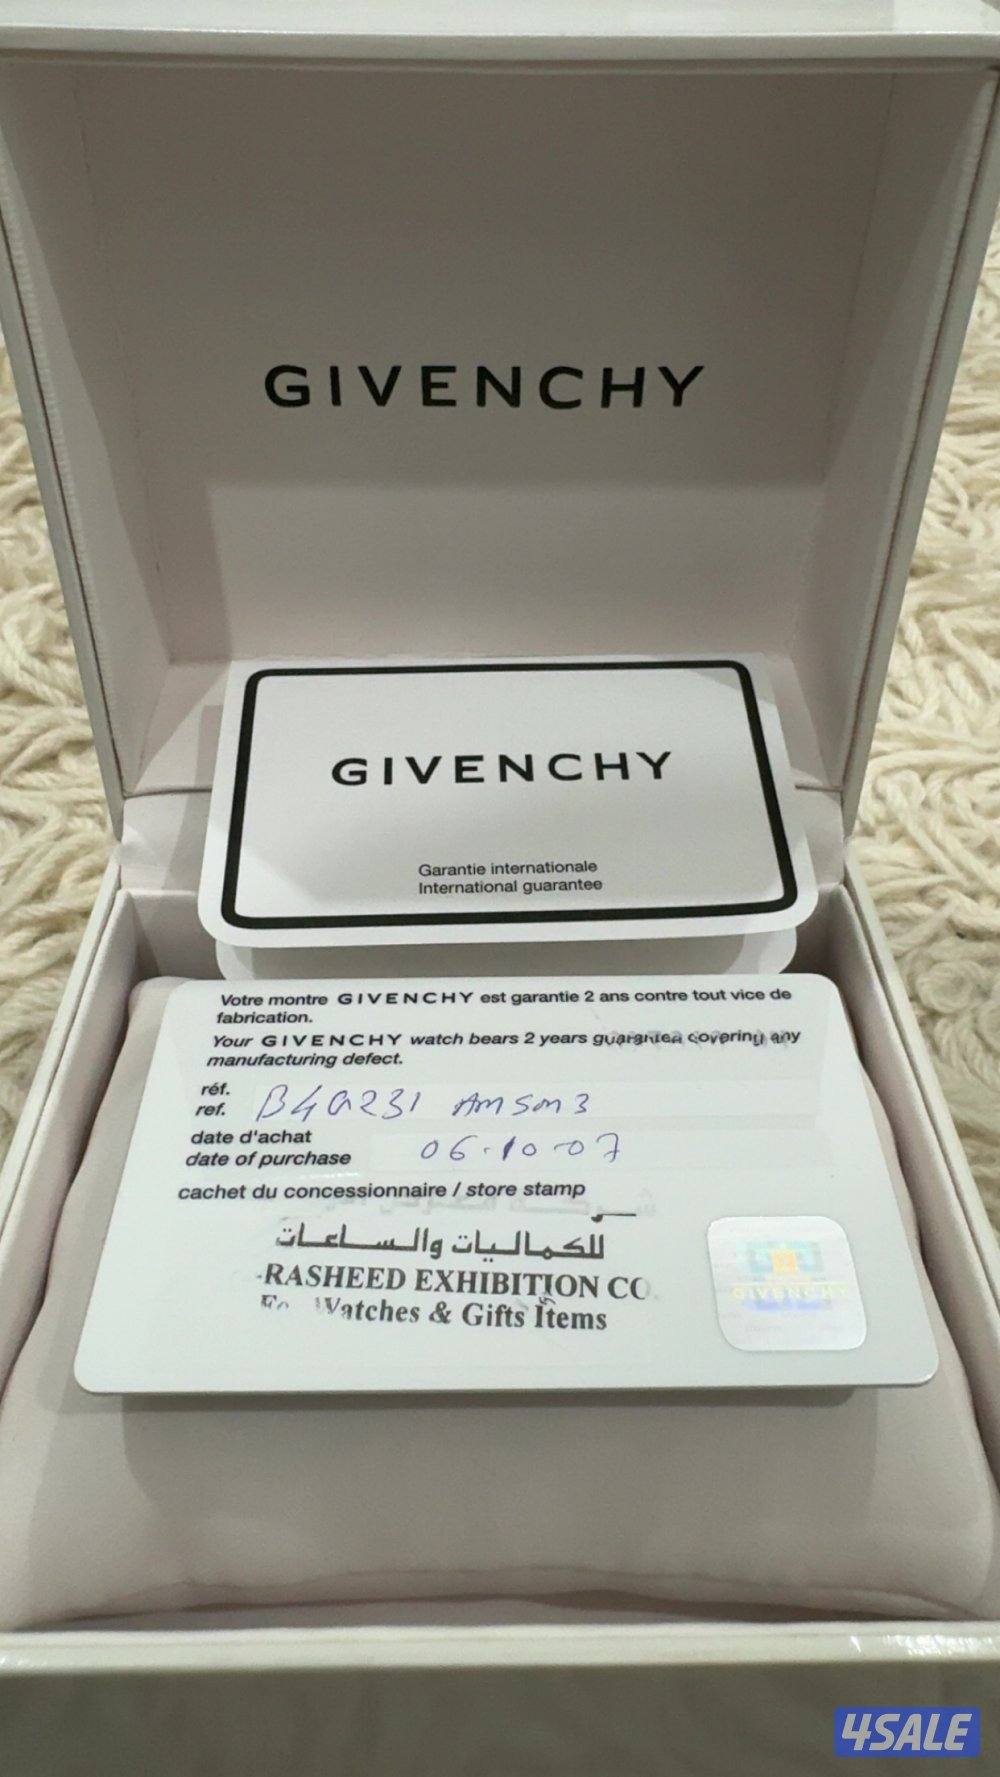 GIVENCHY
GIVENCHY
Garantie internationale
International guarantee
Votre montre GIVENCHY est garantie 2 ans contre tout vice de
fabrication.
Your GIVENCHY watch bears 2 years guarantee covering any
manufacturing defect.
réf.
ref.
date d'achat
date of purchase 06.10-07
cachet du concessionnaire / store stamp
للكماليات والساعات
RASHEED EXHIBITION CO.
Watches & Gifts Items
GIVENCHY
4SALE